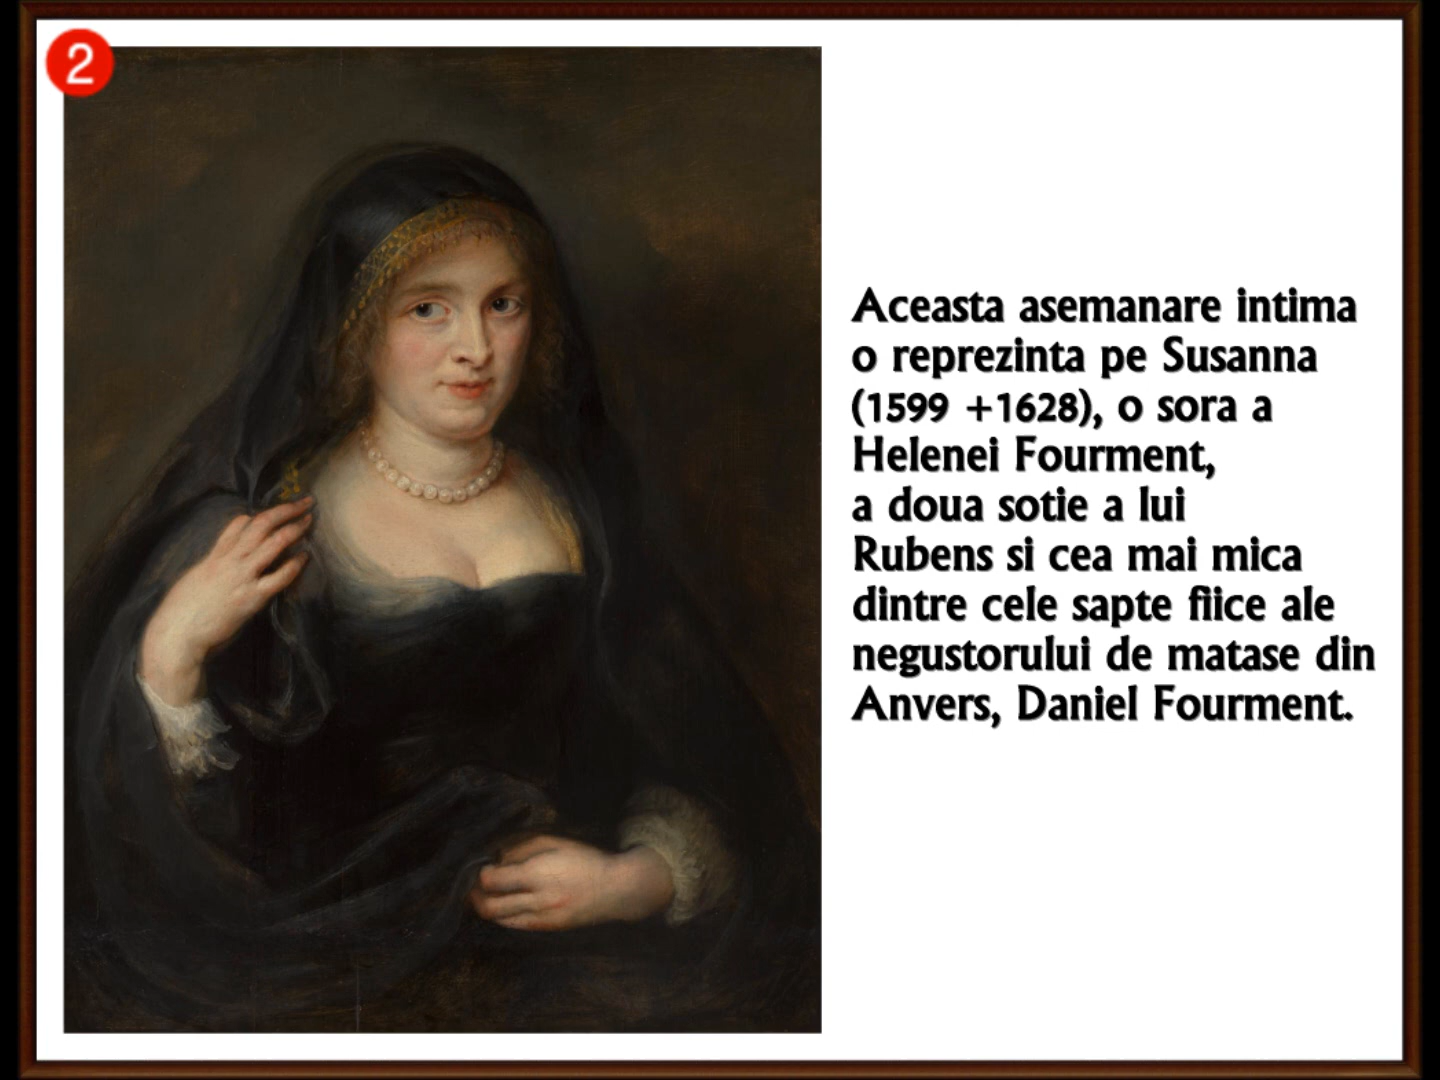 2
Aceasta asemanare intima
o reprezinta pe Susanna
(1599 +1628), o sora a
Helenei Fourment,
a doua sotie a lui
Rubens si cea mai mica
dintre cele sapte fiice ale
negustorului de matase din
Anvers, Daniel Fourment.